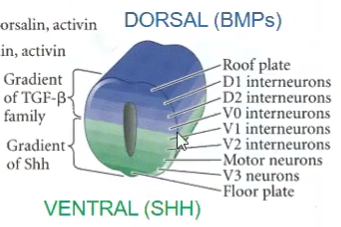 orsalin, activin
DORSAL (BMPs)
in, activin
Gradient
of TGF-β
family
Gradient
of Shh
Roof plate
D1 interneurons
D2 interneurons
V0 interneurons
V1 interneurons
V2 interneurons
Motor neurons
V3 neurons
Floor plate
VENTRAL (SHH)